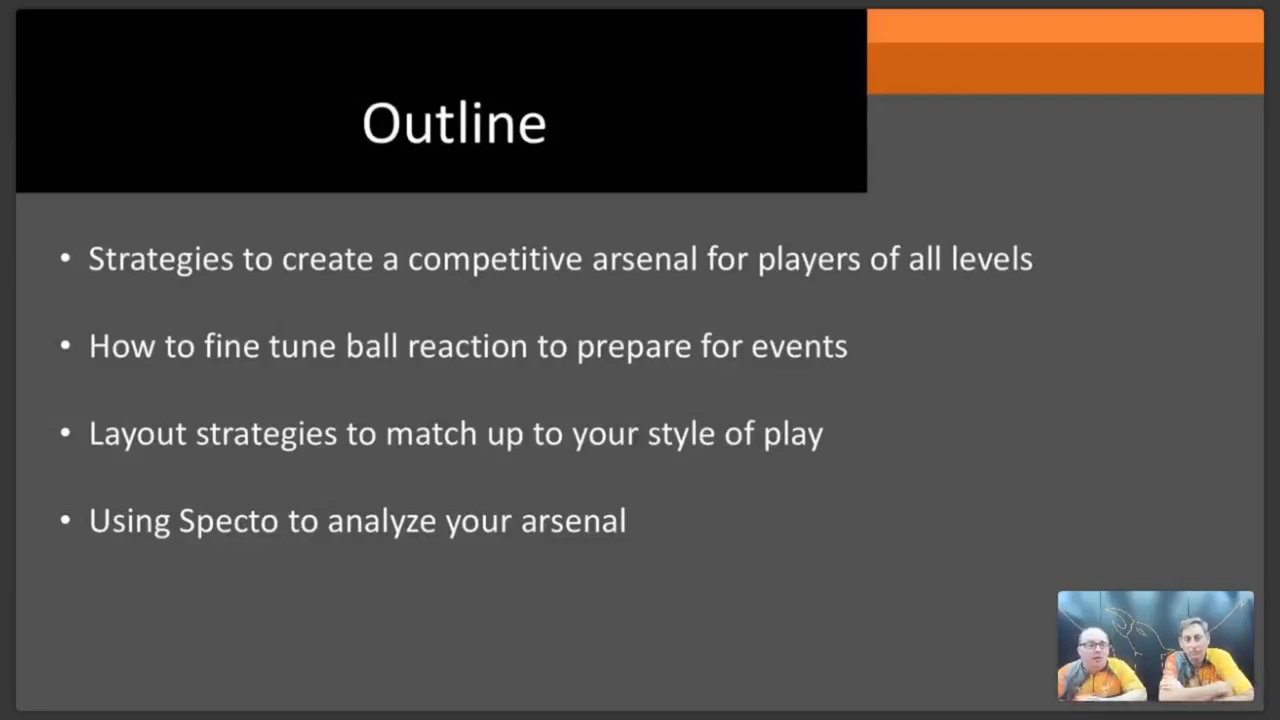 Outline
• Strategies to create a competitive arsenal for players of all levels
• How to fine tune ball reaction to prepare for events
• Layout strategies to match up to your style of play
• Using Specto to analyze your arsenal